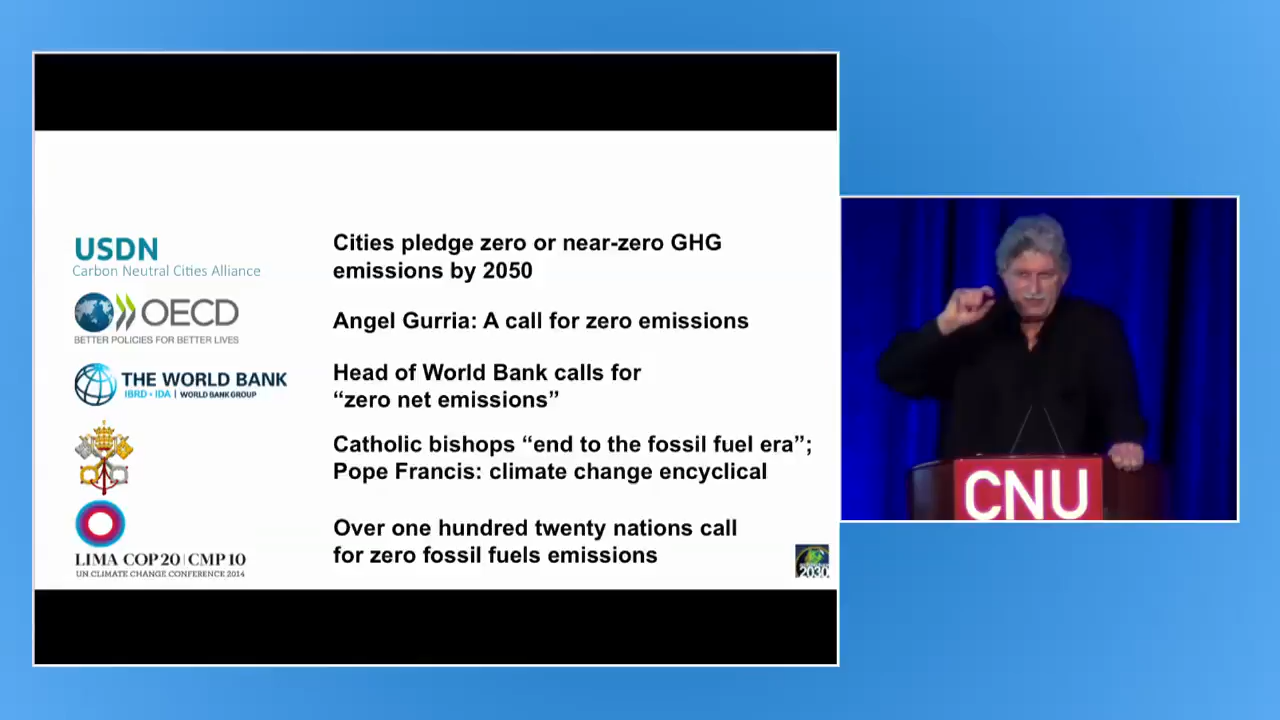 USDN
Carbon Neutral Cities Alliance
Cities pledge zero or near-zero GHG
emissions by 2050
OECD
BETTER POLICIES FOR BETTER LIVES
Angel Gurria: A call for zero emissions
THE WORLD BANK
IBRD • IDA | WORLD BANK GROUP
Head of World Bank calls for
“zero net emissions”
Catholic bishops “end to the fossil fuel era”;
Pope Francis: climate change encyclical
LIMA COP20 | CMP10
UN CLIMATE CHANGE CONFERENCE 2014
Over one hundred twenty nations call
for zero fossil fuels emissions
2030
CNU